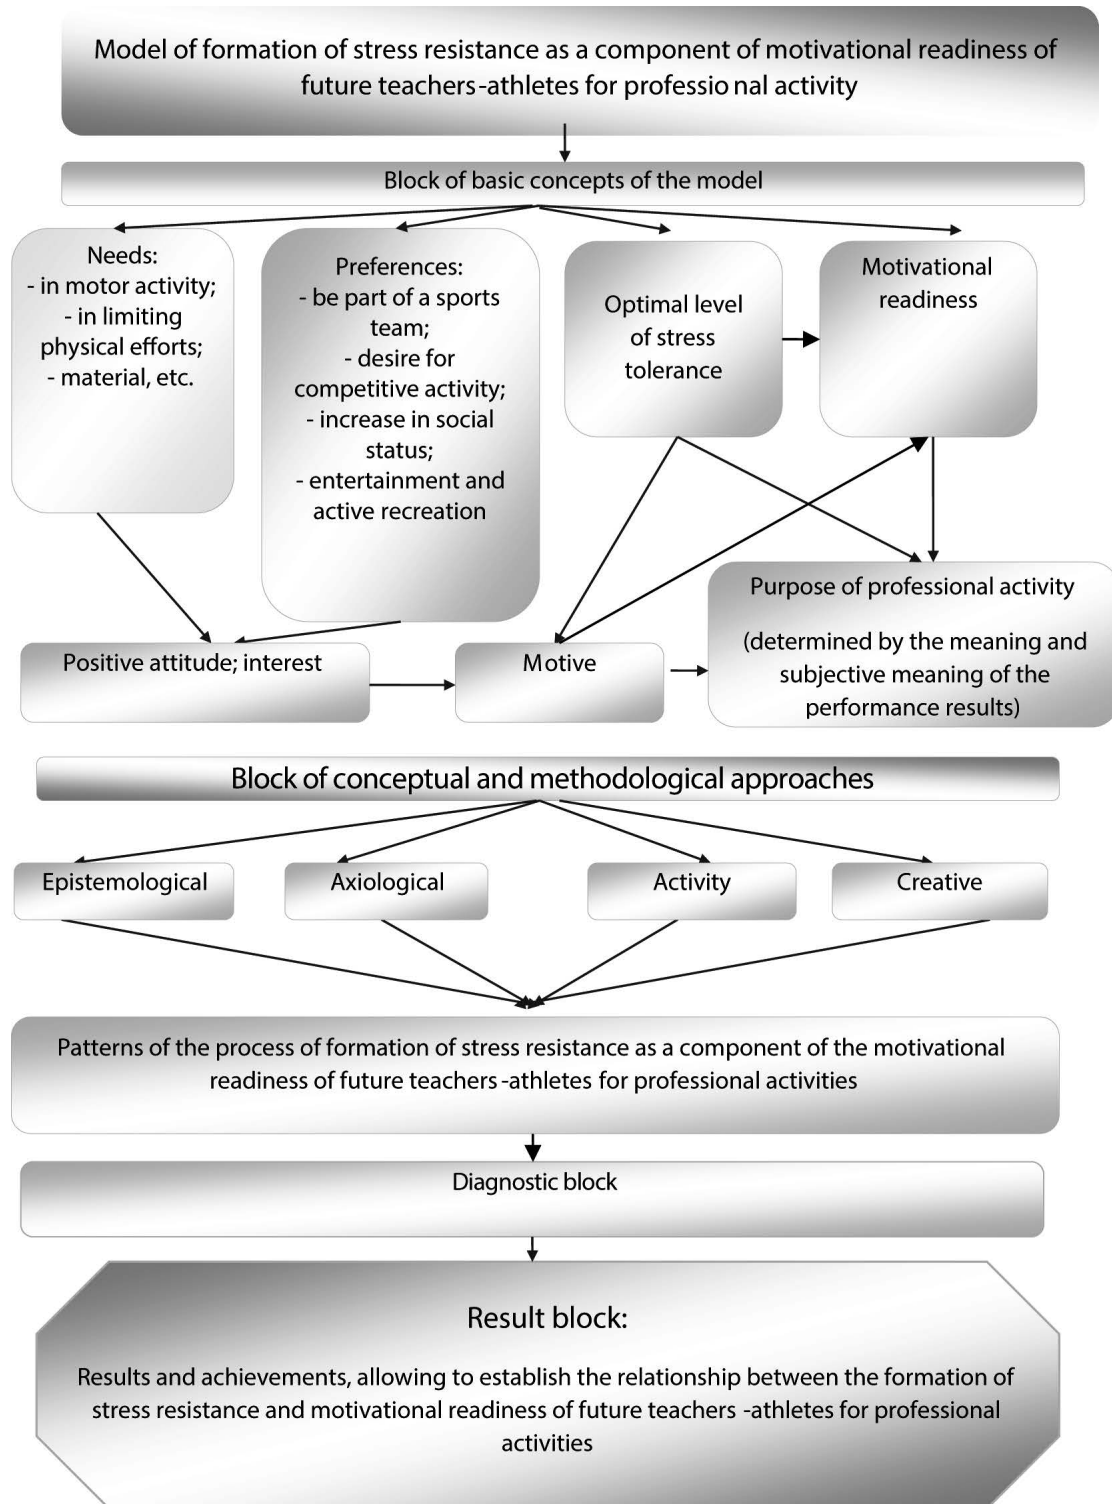 Model of formation of stress resistance as a component of motivational readiness of
future teachers-athletes for professio nal activity
Block of basic concepts of the model
Needs:
- in motor activity;
- in limiting
physical efforts;
- material, etc.
Preferences:
- be part of a sports
team;
- desire for
competitive activity;
- increase in social
status;
- entertainment and
active recreation
Optimal level
of stress
tolerance
Motivational
readiness
Positive attitude; interest
Motive
Purpose of professional activity
(determined by the meaning and
subjective meaning of the
performance results)
Block of conceptual and methodological approaches
Epistemological
Axiological
Activity
Creative
Patterns of the process of formation of stress resistance as a component of the motivational
readiness of future teachers -athletes for professional activities
Diagnostic block
Result block:
Results and achievements, allowing to establish the relationship between the formation of
stress resistance and motivational readiness of future teachers -athletes for professional
activities